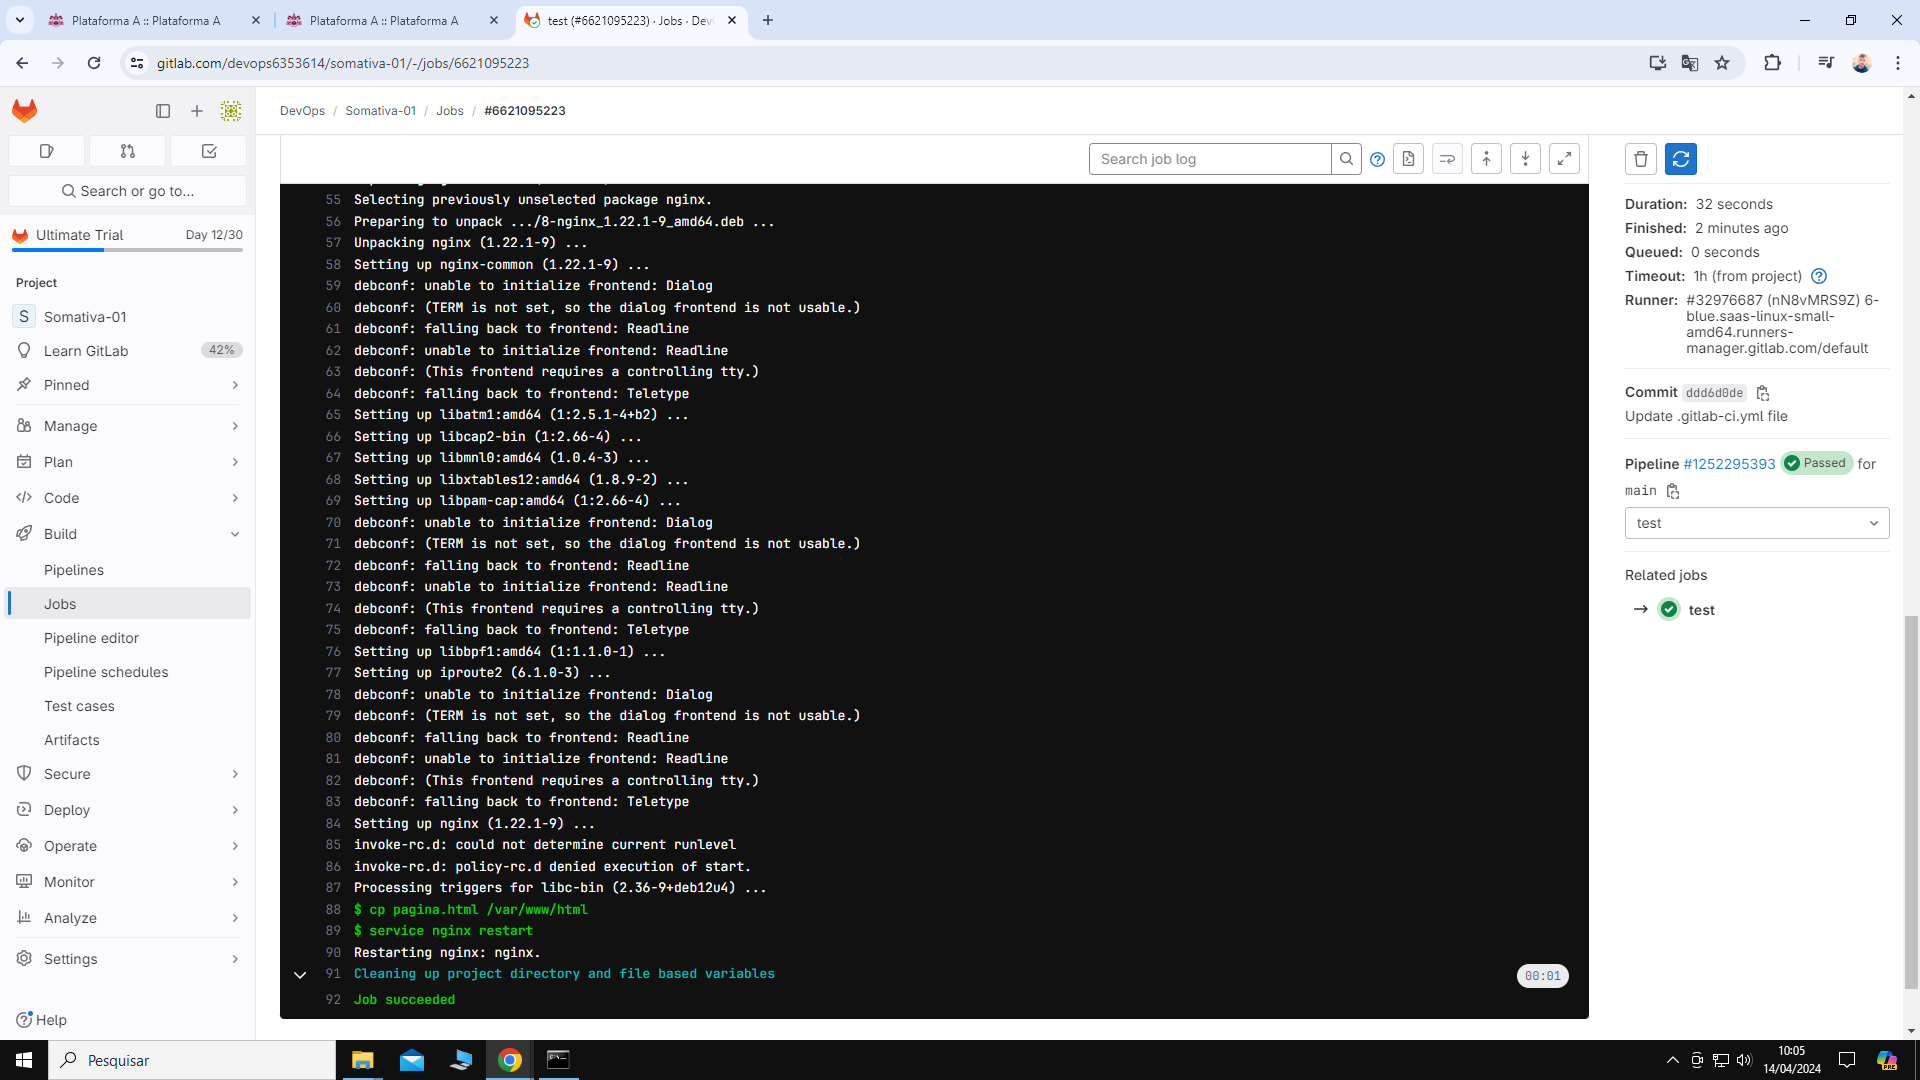 Plataforma A :: Plataforma A
Plataforma A :: Plataforma A
test (#6621095223) · Jobs · Dev
gitlab.com/devops6353614/somativa-01/-/jobs/6621095223
DevOps / Somativa-01 / Jobs / #6621095223
Search or go to...
Ultimate Trial Day 12/30
Project
S Somativa-01
Learn GitLab 42%
Pinned
Manage
Plan
Code
Build
Pipelines
Jobs
Pipeline editor
Pipeline schedules
Test cases
Artifacts
Secure
Deploy
Operate
Monitor
Analyze
Settings
Help
Search job log
55 Selecting previously unselected package nginx.
56 Preparing to unpack .../8-nginx_1.22.1-9_amd64.deb ...
57 Unpacking nginx (1.22.1-9) ...
58 Setting up nginx-common (1.22.1-9) ...
59 debconf: unable to initialize frontend: Dialog
60 debconf: (TERM is not set, so the dialog frontend is not usable.)
61 debconf: falling back to frontend: Readline
62 debconf: unable to initialize frontend: Readline
63 debconf: (This frontend requires a controlling tty.)
64 debconf: falling back to frontend: Teletype
65 Setting up libatm1:amd64 (1:2.5.1-4+b2) ...
66 Setting up libcap2-bin (1:2.66-4) ...
67 Setting up libmnl0:amd64 (1.0.4-3) ...
68 Setting up libxtables12:amd64 (1.8.9-2) ...
69 Setting up libpam-cap:amd64 (1:2.66-4) ...
70 debconf: unable to initialize frontend: Dialog
71 debconf: (TERM is not set, so the dialog frontend is not usable.)
72 debconf: falling back to frontend: Readline
73 debconf: unable to initialize frontend: Readline
74 debconf: (This frontend requires a controlling tty.)
75 debconf: falling back to frontend: Teletype
76 Setting up libbpf1:amd64 (1:1.1.0-1) ...
77 Setting up iproute2 (6.1.0-3) ...
78 debconf: unable to initialize frontend: Dialog
79 debconf: (TERM is not set, so the dialog frontend is not usable.)
80 debconf: falling back to frontend: Readline
81 debconf: unable to initialize frontend: Readline
82 debconf: (This frontend requires a controlling tty.)
83 debconf: falling back to frontend: Teletype
84 Setting up nginx (1.22.1-9) ...
85 invoke-rc.d: could not determine current runlevel
86 invoke-rc.d: policy-rc.d denied execution of start.
87 Processing triggers for libc-bin (2.36-9+deb12u4) ...
88 $ cp pagina.html /var/www/html
89 $ service nginx restart
90 Restarting nginx: nginx.
91 Cleaning up project directory and file based variables 00:01
92 Job succeeded
Duration: 32 seconds
Finished: 2 minutes ago
Queued: 0 seconds
Timeout: 1h (from project)
Runner: #32976687 (nN8vMRS9Z) 6-
blue.saas-linux-small-
amd64.runners-
manager.gitlab.com/default
Commit ddd6d0de
Update .gitlab-ci.yml file
Pipeline #1252295393 Passed for
main
test
Related jobs
→ test
Pesquisar
10:05
14/04/2024
PRE